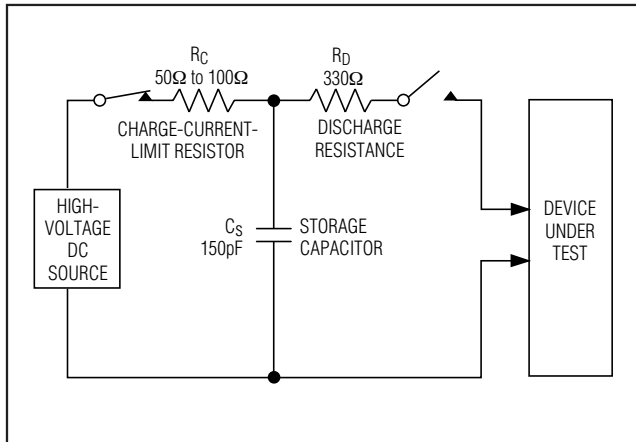 R_C
50Ω to 100Ω
CHARGE-CURRENT-
LIMIT RESISTOR
R_D
330Ω
DISCHARGE
RESISTANCE
HIGH-
VOLTAGE
DC
SOURCE
C_S
150pF
STORAGE
CAPACITOR
DEVICE
UNDER
TEST